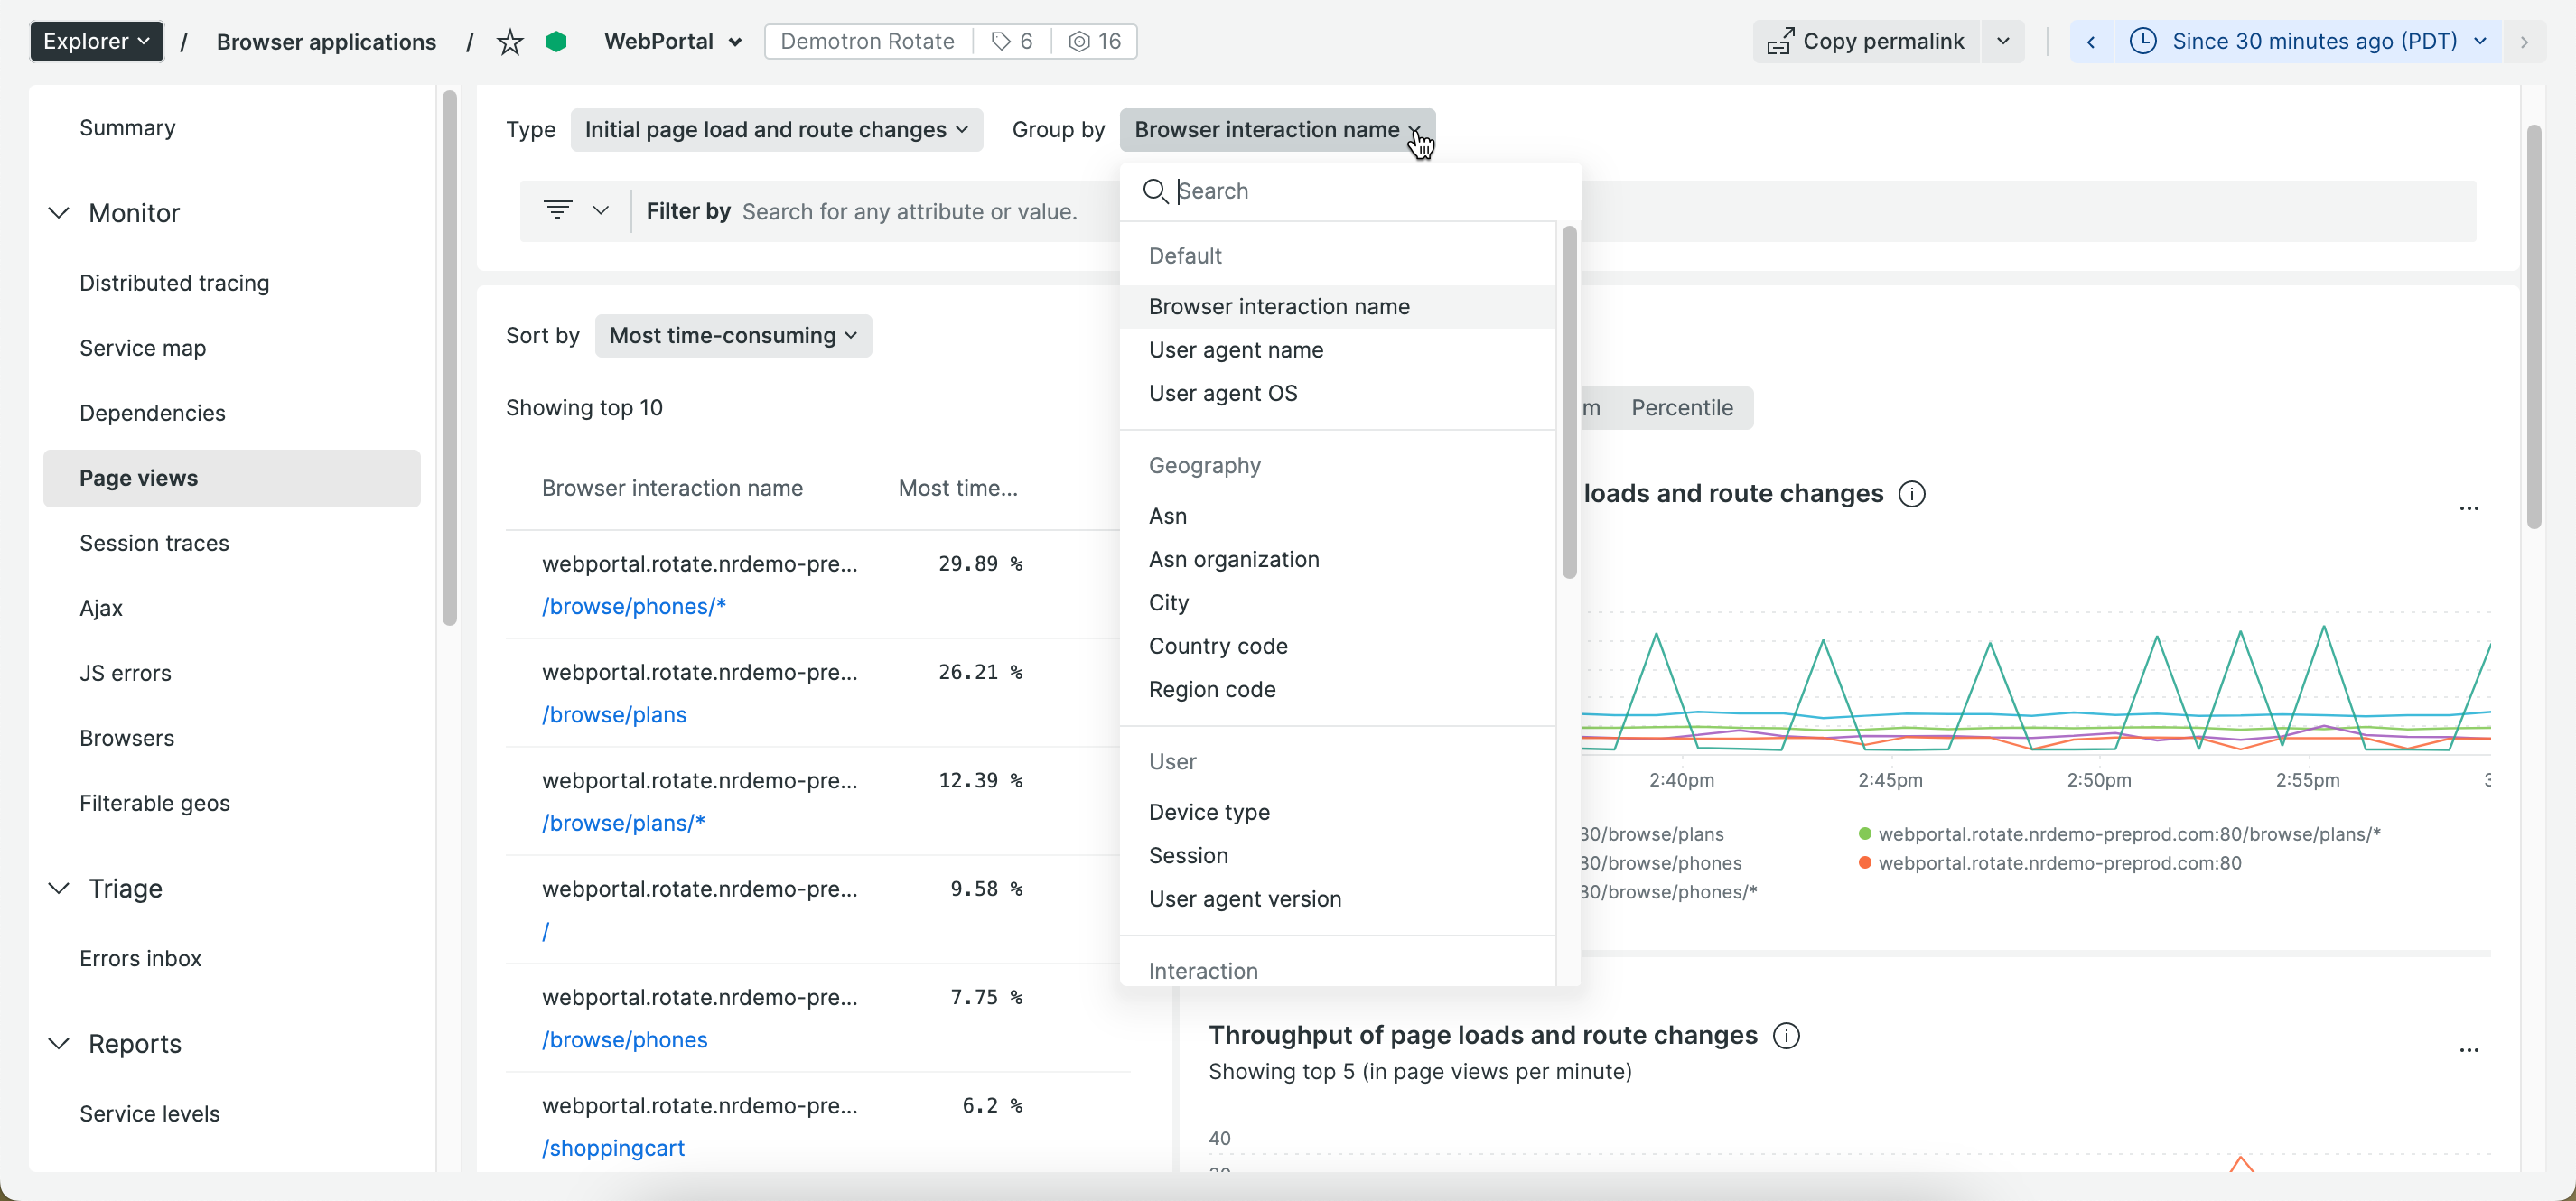 Explorer / Browser applications / WebPortal Demotron Rotate 6 16 Copy permalink Since 30 minutes ago (PDT)
Summary
Monitor
Distributed tracing
Service map
Dependencies
Page views
Session traces
Ajax
JS errors
Browsers
Filterable geos
Triage
Errors inbox
Reports
Service levels
Type Initial page load and route changes Group by Browser interaction name
Filter by Search for any attribute or value.
Sort by Most time-consuming
Showing top 10
Browser interaction name Most time...
webportal.rotate.nrdemo-pre... 29.89 %
/browse/phones/*
webportal.rotate.nrdemo-pre... 26.21 %
/browse/plans
webportal.rotate.nrdemo-pre... 12.39 %
/browse/plans/*
webportal.rotate.nrdemo-pre... 9.58 %
/
webportal.rotate.nrdemo-pre... 7.75 %
/browse/phones
webportal.rotate.nrdemo-pre... 6.2 %
/shoppingcart
Search
Default
Browser interaction name
User agent name
User agent OS
Geography
Asn
Asn organization
City
Country code
Region code
User
Device type
Session
User agent version
Interaction
Percentile
loads and route changes
2:40pm 2:45pm 2:50pm 2:55pm
80/browse/plans webportal.rotate.nrdemo-preprod.com:80/browse/plans/*
80/browse/phones webportal.rotate.nrdemo-preprod.com:80
80/browse/phones/*
Throughput of page loads and route changes
Showing top 5 (in page views per minute)
40